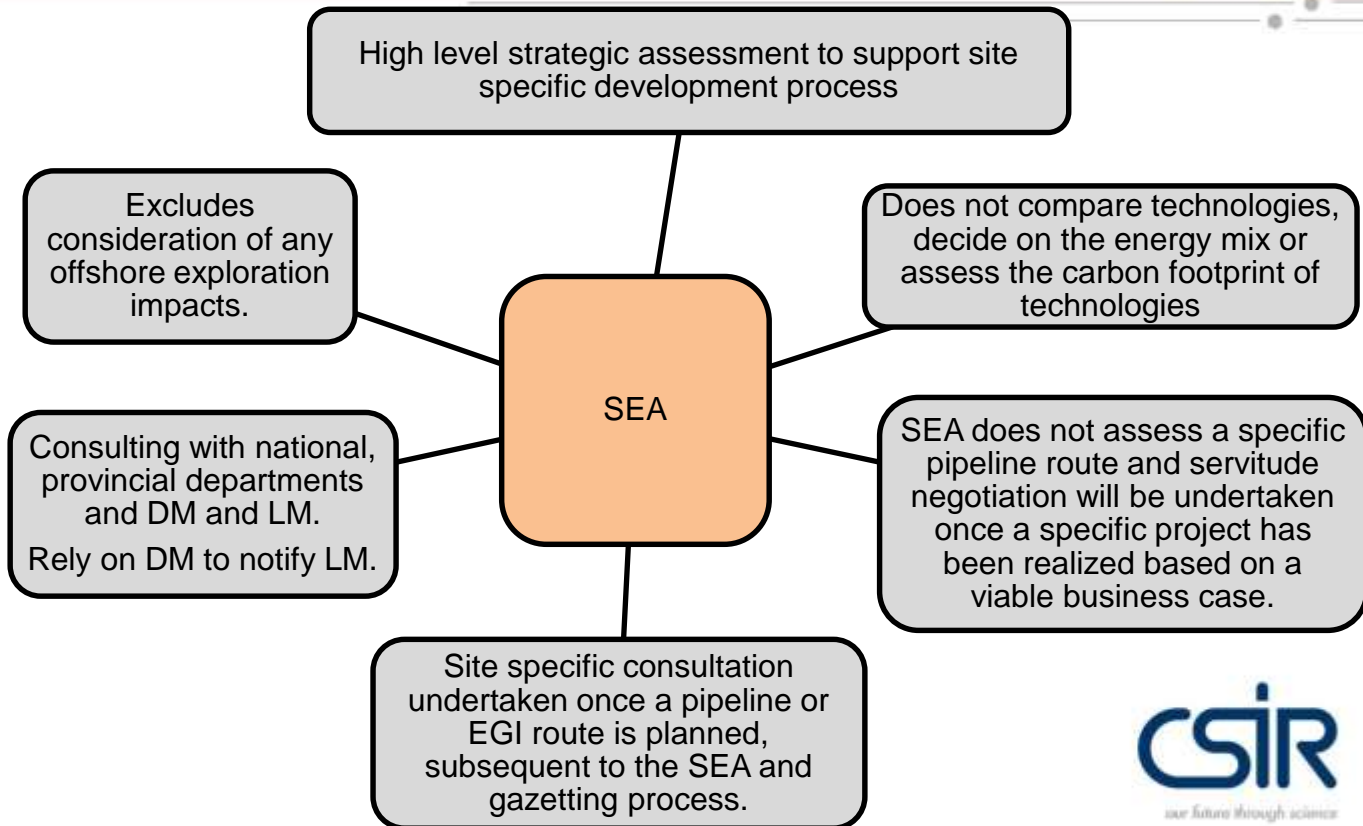 High level strategic assessment to support site
specific development process
Excludes
consideration of any
offshore exploration
impacts.
Does not compare technologies,
decide on the energy mix or
assess the carbon footprint of
technologies
SEA
Consulting with national,
provincial departments
and DM and LM.
Rely on DM to notify LM.
SEA does not assess a specific
pipeline route and servitude
negotiation will be undertaken
once a specific project has
been realized based on a
viable business case.
Site specific consultation
undertaken once a pipeline or
EGI route is planned,
subsequent to the SEA and
gazetting process.
CSIR
our future through science